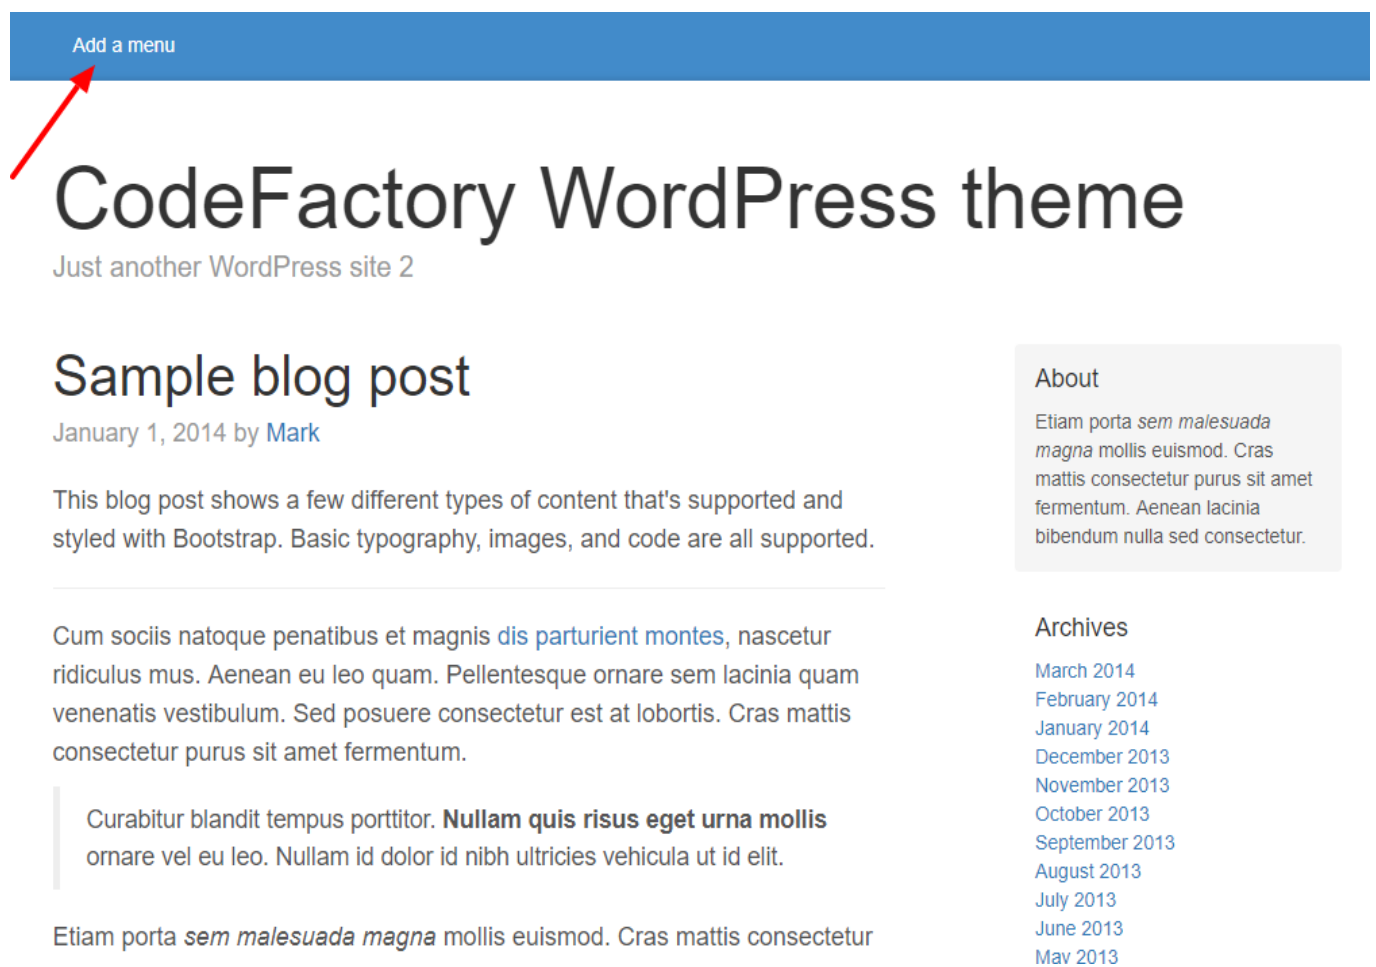 Add a menu
CodeFactory WordPress theme
Just another WordPress site 2
Sample blog post
January 1, 2014 by Mark
This blog post shows a few different types of content that's supported and
styled with Bootstrap. Basic typography, images, and code are all supported.
Cum sociis natoque penatibus et magnis dis parturient montes, nascetur
ridiculus mus. Aenean eu leo quam. Pellentesque ornare sem lacinia quam
venenatis vestibulum. Sed posuere consectetur est at lobortis. Cras mattis
consectetur purus sit amet fermentum.
Curabitur blandit tempus porttitor. Nullam quis risus eget urna mollis
ornare vel eu leo. Nullam id dolor id nibh ultricies vehicula ut id elit.
Etiam porta sem malesuada magna mollis euismod. Cras mattis consectetur
About
Etiam porta sem malesuada
magna mollis euismod. Cras
mattis consectetur purus sit amet
fermentum. Aenean lacinia
bibendum nulla sed consectetur.
Archives
March 2014
February 2014
January 2014
December 2013
November 2013
October 2013
September 2013
August 2013
July 2013
June 2013
May 2013